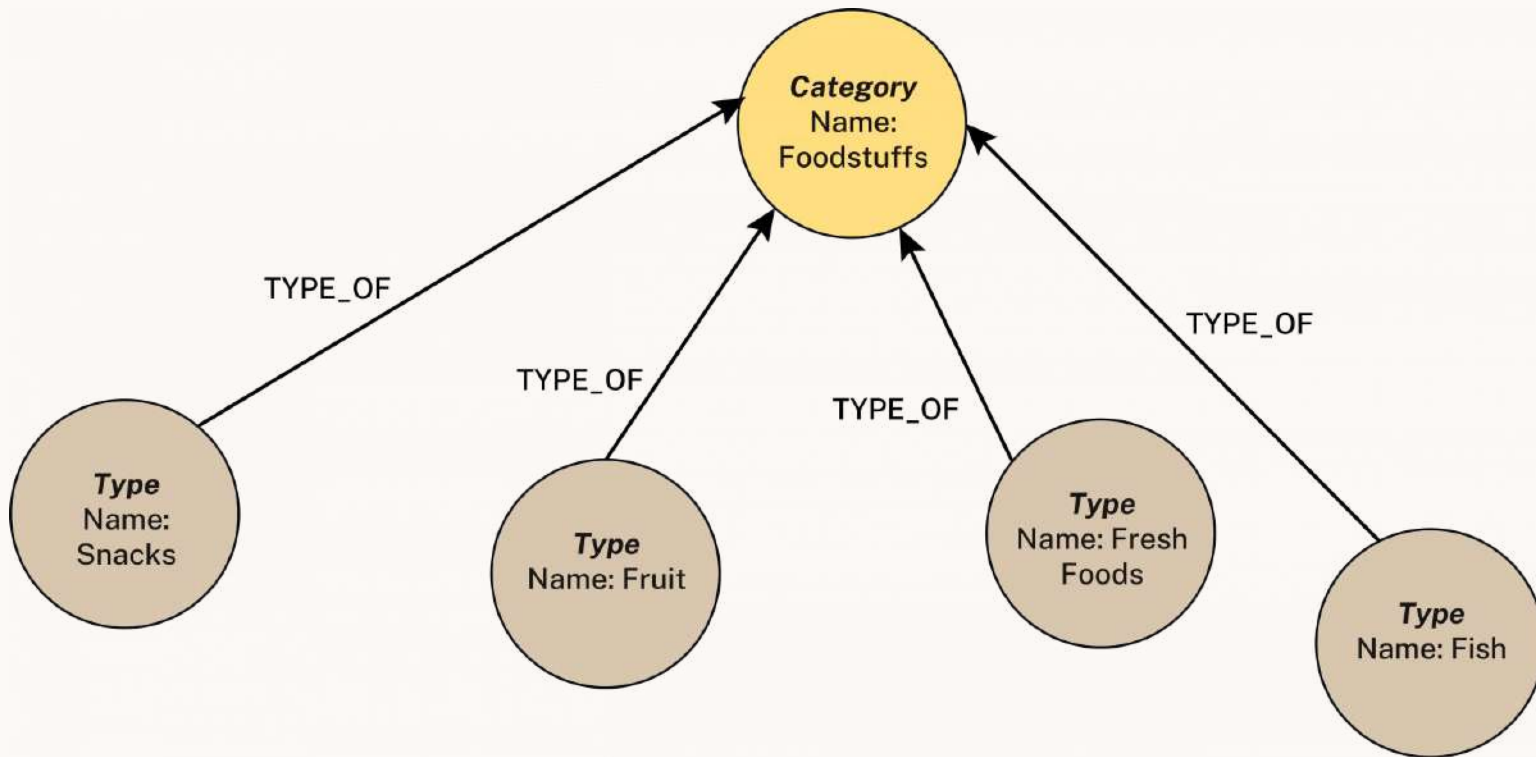 Category
Name:
Foodstuffs
TYPE_OF
TYPE_OF
TYPE_OF
TYPE_OF
Type
Name:
Snacks
Type
Name: Fruit
Type
Name: Fresh
Foods
Type
Name: Fish